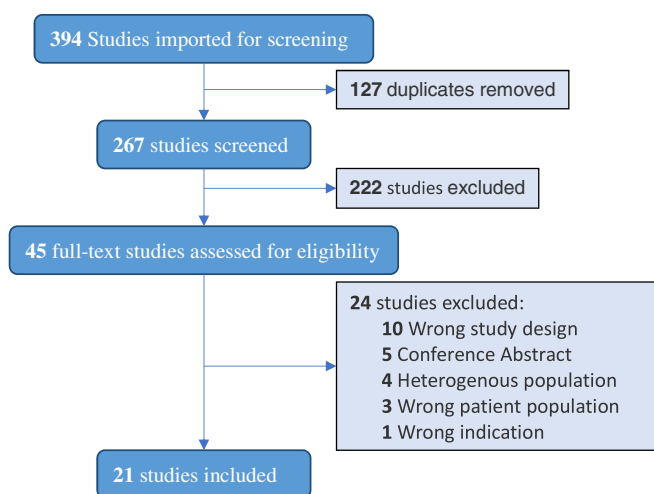 394 Studies imported for screening
127 duplicates removed
267 studies screened
222 studies excluded
45 full-text studies assessed for eligibility
24 studies excluded:
10 Wrong study design
5 Conference Abstract
4 Heterogenous population
3 Wrong patient population
1 Wrong indication
21 studies included